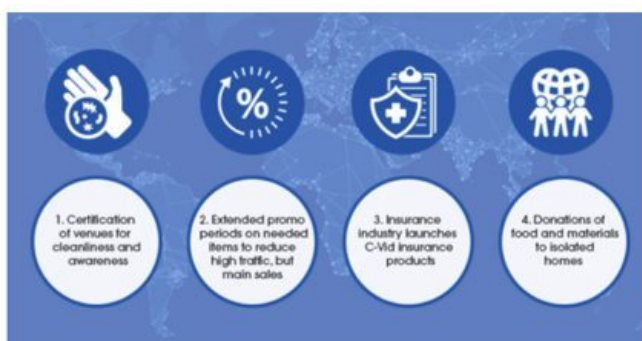 %
1. Certification
of venues for
cleanliness and
awareness
2. Extended promo
periods on needed
items to reduce
high traffic, but
main sales
3. Insurance
industry launches
C-Vid insurance
products
4. Donations of
food and materials
to isolated
homes